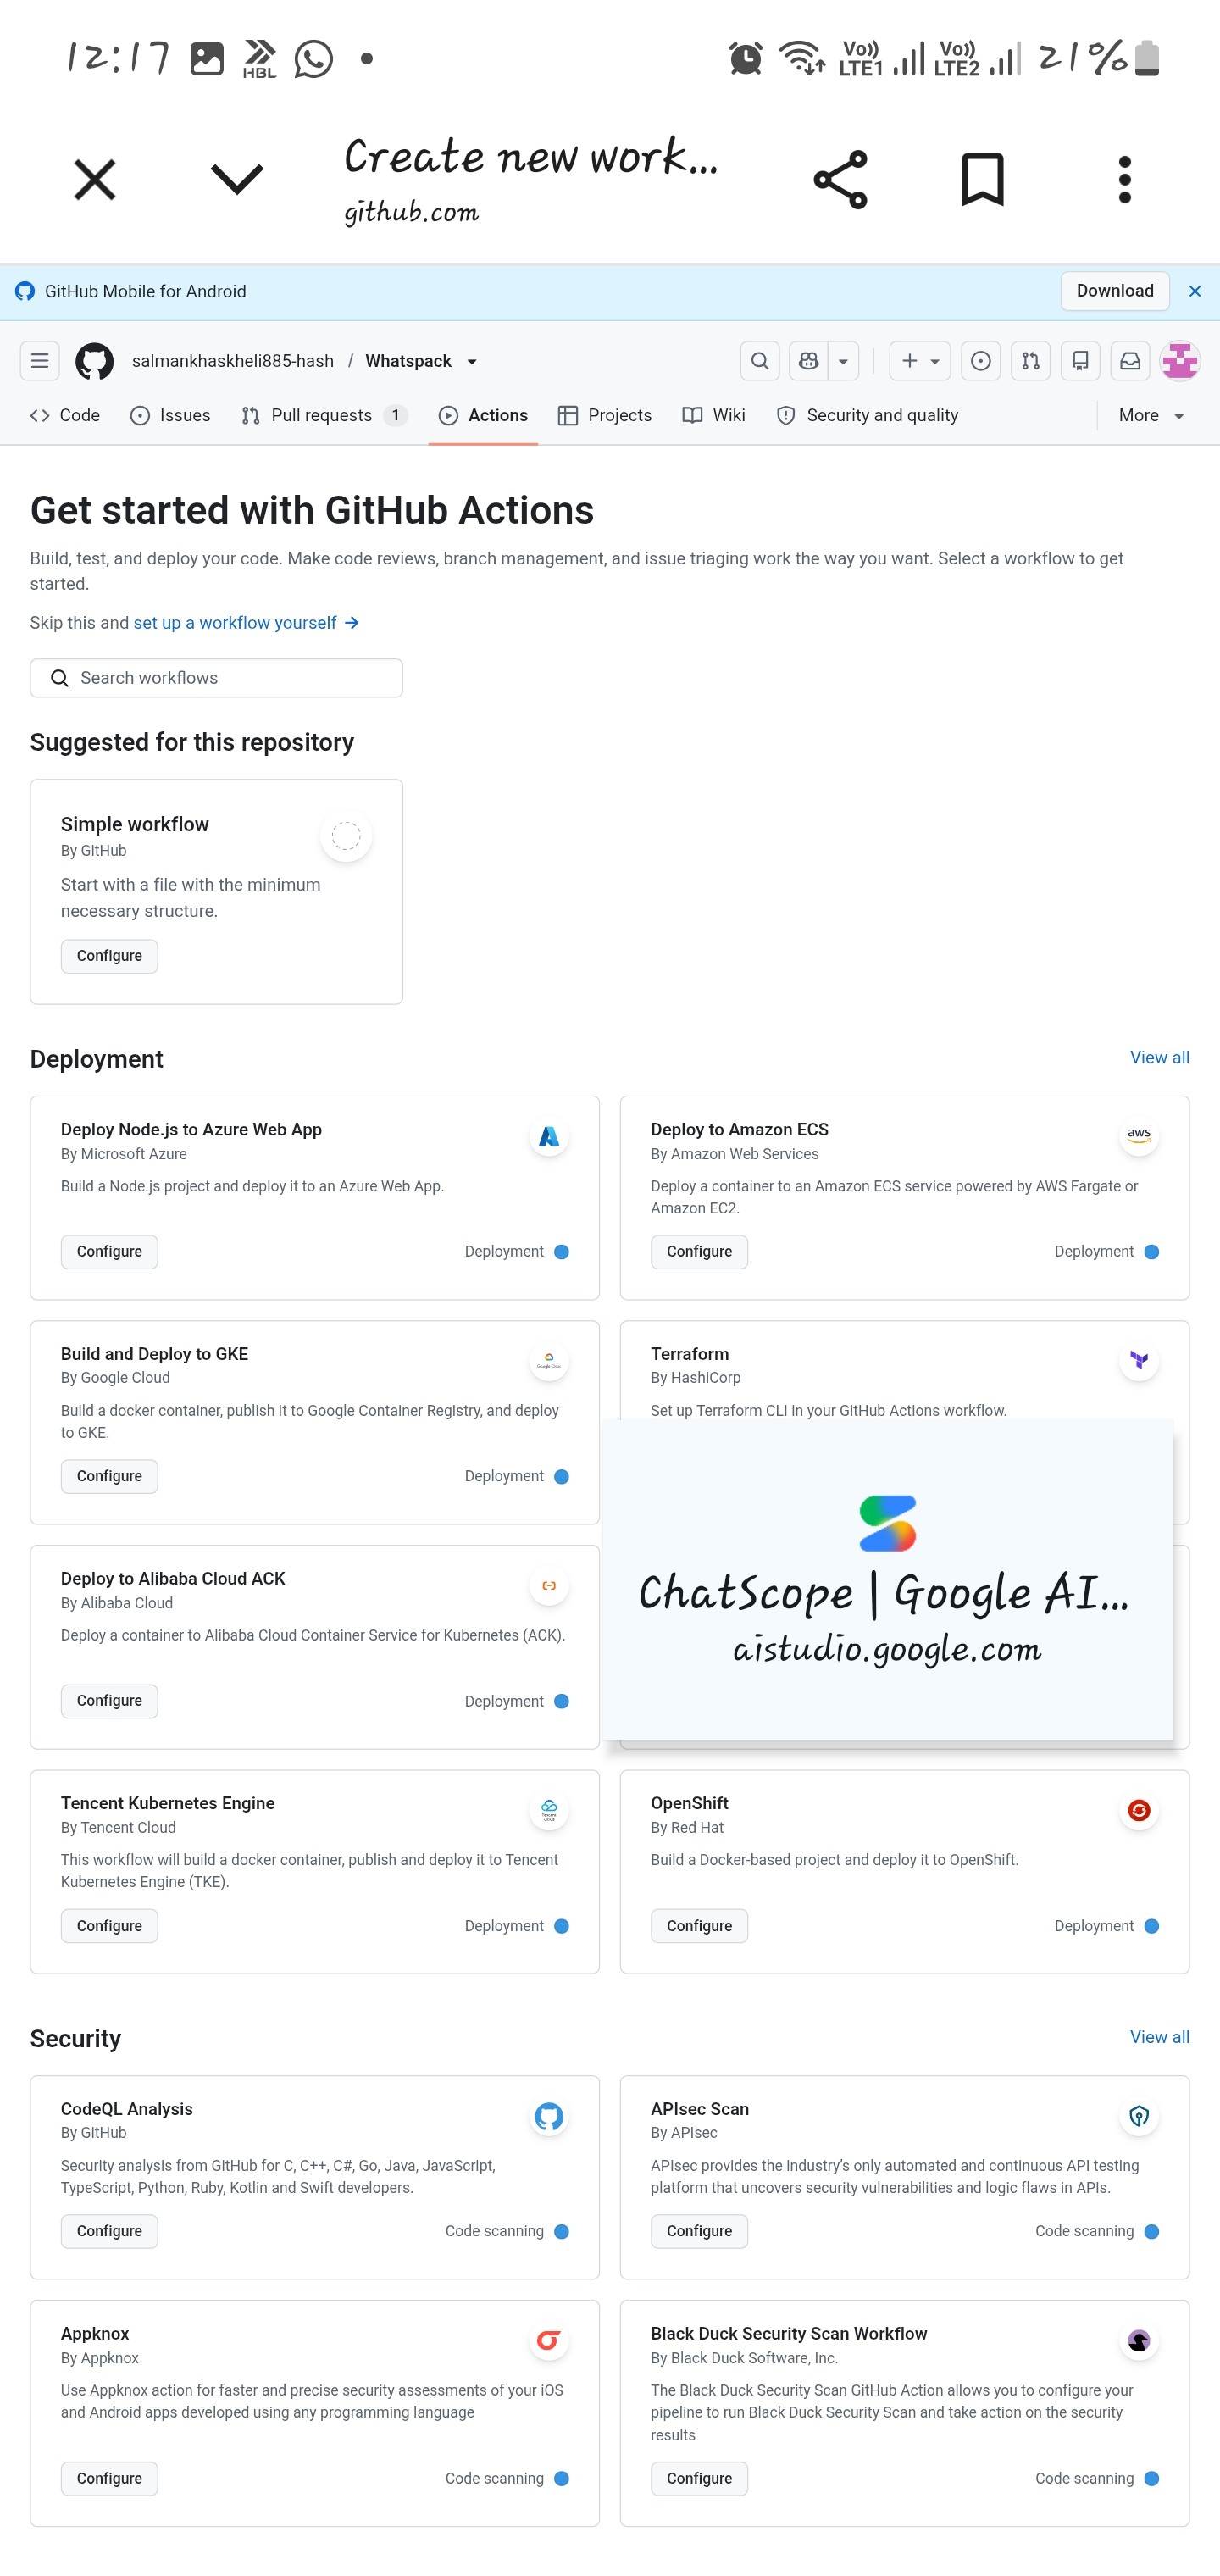 12:17
HBL
Vo)) LTE1
Vo)) LTE2
21%
Create new work...
github.com
GitHub Mobile for Android
Download
salmankhaskheli885-hash / Whatspack
Code
Issues
Pull requests 1
Actions
Projects
Wiki
Security and quality
More
Get started with GitHub Actions
Build, test, and deploy your code. Make code reviews, branch management, and issue triaging work the way you want. Select a workflow to get
started.
Skip this and set up a workflow yourself →
Search workflows
Suggested for this repository
Simple workflow
By GitHub
Start with a file with the minimum
necessary structure.
Configure
Deployment
View all
Deploy Node.js to Azure Web App
By Microsoft Azure
Build a Node.js project and deploy it to an Azure Web App.
Configure
Deployment
Deploy to Amazon ECS
aws
By Amazon Web Services
Deploy a container to an Amazon ECS service powered by AWS Fargate or
Amazon EC2.
Configure
Deployment
Build and Deploy to GKE
Google Cloud
By Google Cloud
Build a docker container, publish it to Google Container Registry, and deploy
to GKE.
Configure
Deployment
Terraform
By HashiCorp
Set up Terraform CLI in your GitHub Actions workflow.
ChatScope | Google AI...
aistudio.google.com
Deploy to Alibaba Cloud ACK
By Alibaba Cloud
Deploy a container to Alibaba Cloud Container Service for Kubernetes (ACK).
Configure
Deployment
Tencent Kubernetes Engine
Tencent Cloud
By Tencent Cloud
This workflow will build a docker container, publish and deploy it to Tencent
Kubernetes Engine (TKE).
Configure
Deployment
OpenShift
By Red Hat
Build a Docker-based project and deploy it to OpenShift.
Configure
Deployment
Security
View all
CodeQL Analysis
By GitHub
Security analysis from GitHub for C, C++, C#, Go, Java, JavaScript,
TypeScript, Python, Ruby, Kotlin and Swift developers.
Configure
Code scanning
APIsec Scan
By APIsec
APIsec provides the industry’s only automated and continuous API testing
platform that uncovers security vulnerabilities and logic flaws in APIs.
Configure
Code scanning
Appknox
By Appknox
Use Appknox action for faster and precise security assessments of your iOS
and Android apps developed using any programming language
Configure
Code scanning
Black Duck Security Scan Workflow
By Black Duck Software, Inc.
The Black Duck Security Scan GitHub Action allows you to configure your
pipeline to run Black Duck Security Scan and take action on the security
results
Configure
Code scanning